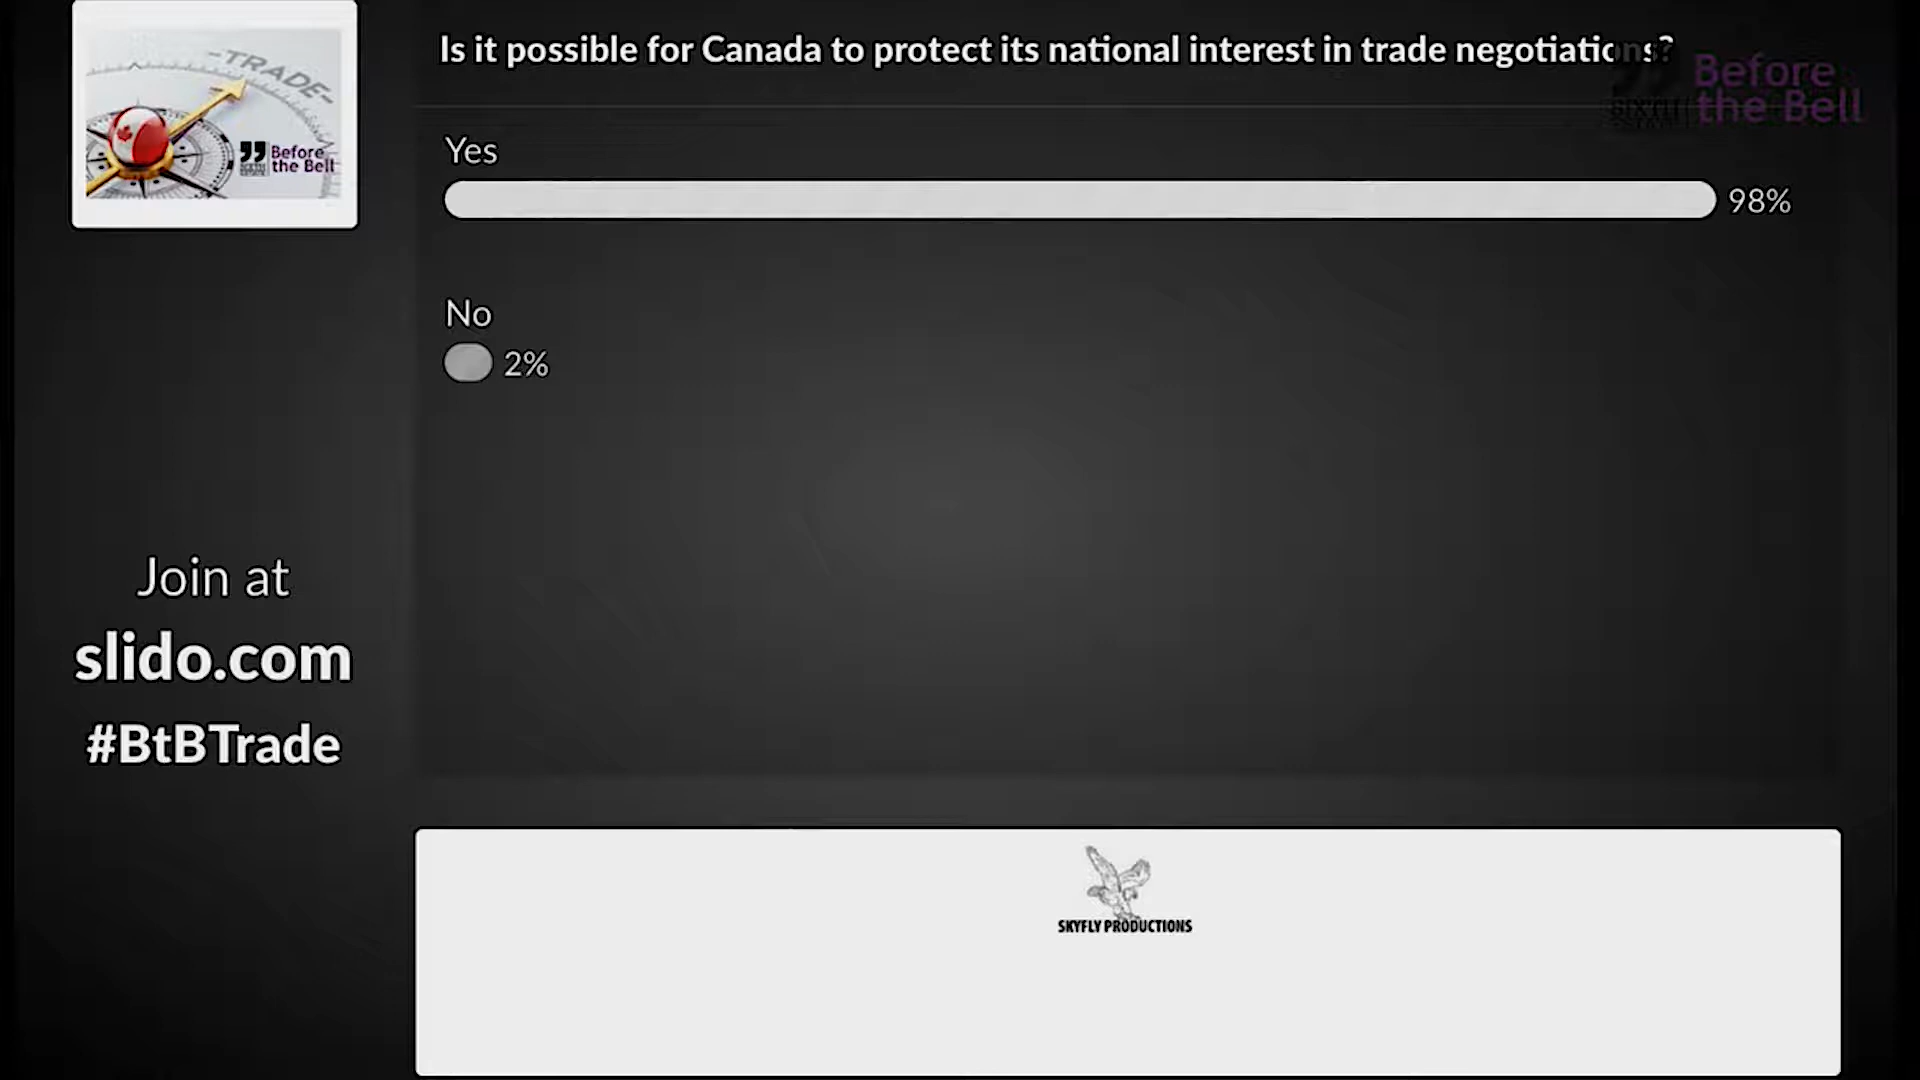 -TRADE-
Before
the Bell
Is it possible for Canada to protect its national interest in trade negotiations?
Before
the Bell
Yes
98%
No
2%
Join at
slido.com
#BtBTrade
SKYFLY PRODUCTIONS